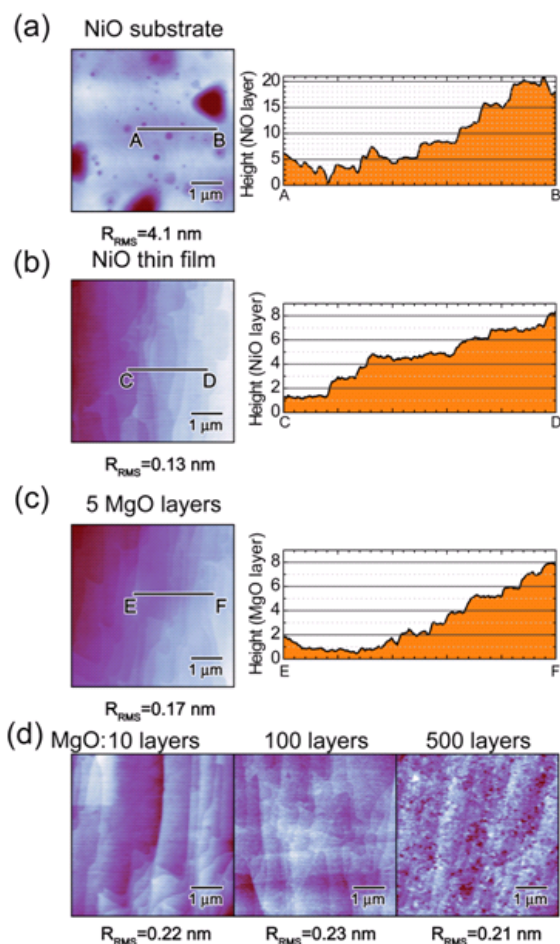 (a) NiO substrate
A B
1 μm
R_RMS=4.1 nm
Height (NiO layer)
20
15
10
5
0
A B
(b) NiO thin film
C D
1 μm
R_RMS=0.13 nm
Height (NiO layer)
8
6
4
2
0
C D
(c) 5 MgO layers
E F
1 μm
R_RMS=0.17 nm
Height (MgO layer)
8
6
4
2
0
E F
(d) MgO:10 layers 100 layers 500 layers
1 μm 1 μm 1 μm
R_RMS=0.22 nm R_RMS=0.23 nm R_RMS=0.21 nm